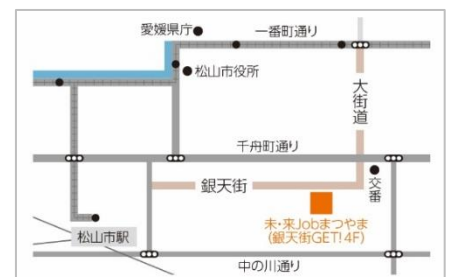 愛媛県庁
一番町通り
松山市役所
大街道
千舟町通り
銀天街
交番
未・来Jobまつやま
(銀天街GET!4F)
松山市駅
中の川通り